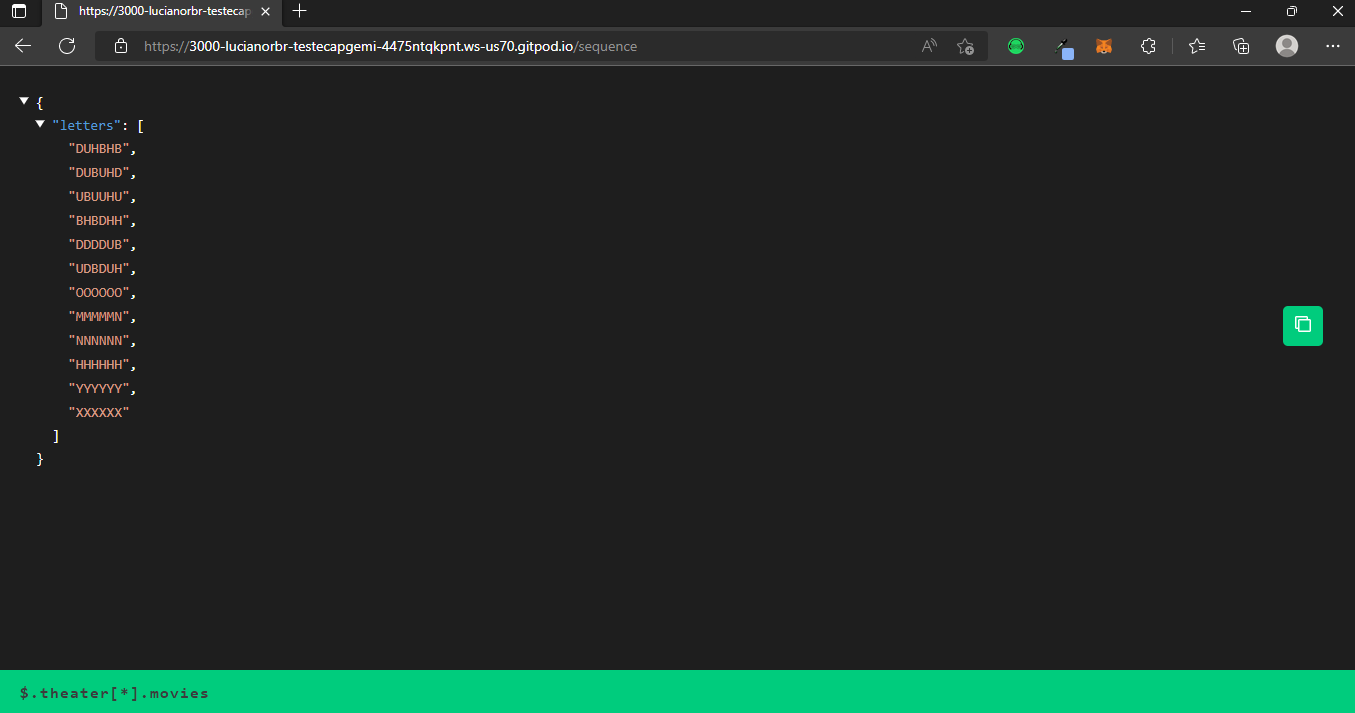 https://3000-lucianorbr-testecap
https://3000-lucianorbr-testecapgemi-4475ntqkpnt.ws-us70.gitpod.io/sequence
{
"letters": [
"DUHBHB",
"DUBUHD",
"UBUUHU",
"BHBDHH",
"DDDDUB",
"UDBDUH",
"OOOOOO",
"MMMMMN",
"NNNNNN",
"HHHHHH",
"YYYYYY",
"XXXXXX"
]
}
$.theater[*].movies